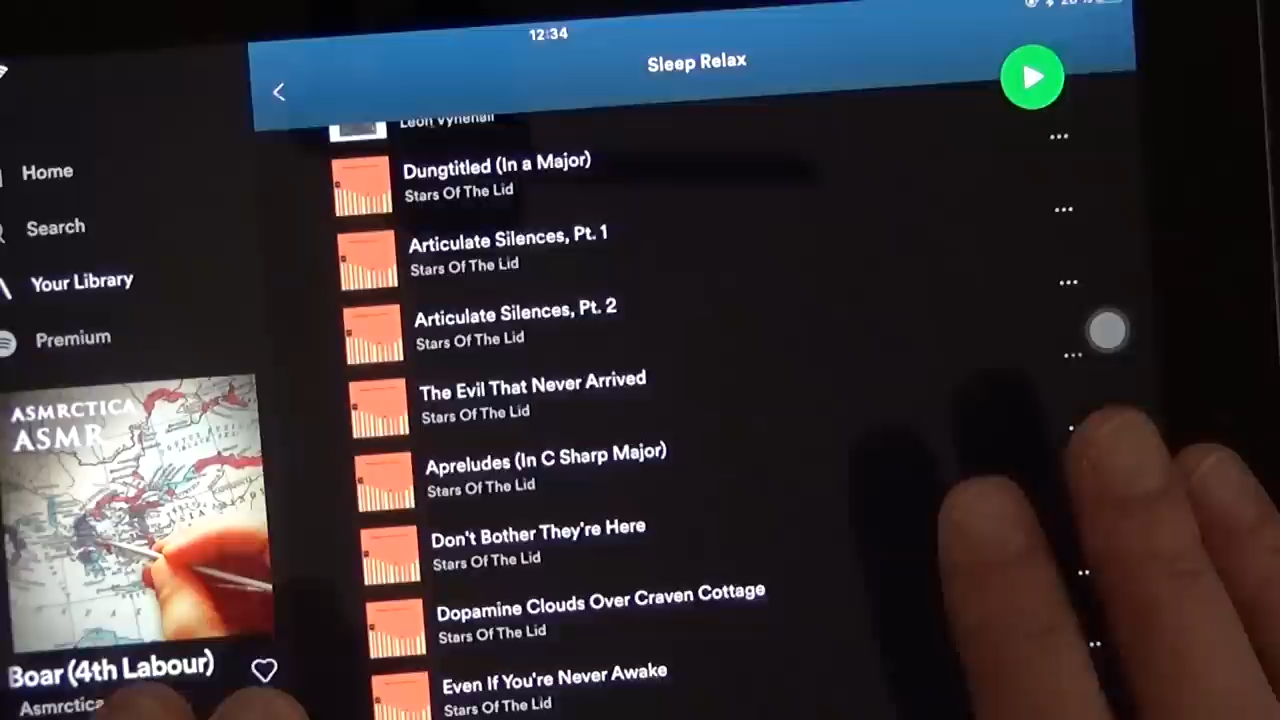 12:34
Sleep Relax
Home
Search
Your Library
Premium
ASMRCTICA
ASMR
Boar (4th Labour)
Asmrctica
Leon Vynehall
Dungtitled (In a Major)
Stars Of The Lid
Articulate Silences, Pt. 1
Stars Of The Lid
Articulate Silences, Pt. 2
Stars Of The Lid
The Evil That Never Arrived
Stars Of The Lid
Apreludes (In C Sharp Major)
Stars Of The Lid
Don't Bother They're Here
Stars Of The Lid
Dopamine Clouds Over Craven Cottage
Stars Of The Lid
Even If You're Never Awake
Stars Of The Lid